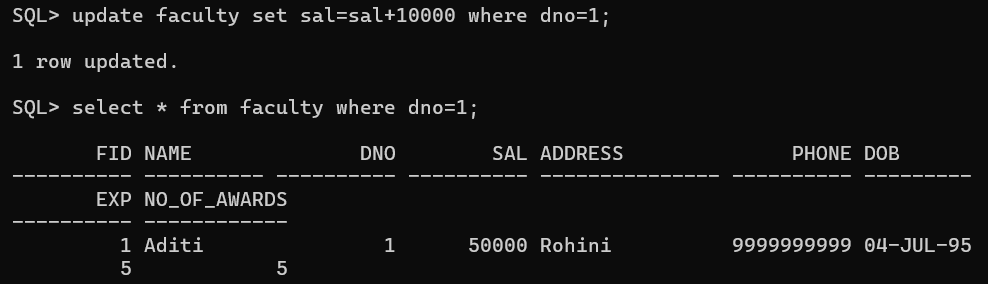 SQL> update faculty set sal=sal+10000 where dno=1;
1 row updated.
SQL> select * from faculty where dno=1;
       FID NAME              DNO        SAL ADDRESS              PHONE DOB
---------- ---------- ---------- ---------- --------------- ---------- ---------
       EXP NO_OF_AWARDS
---------- ------------
         1 Aditi               1      50000 Rohini          9999999999 04-JUL-95
         5            5